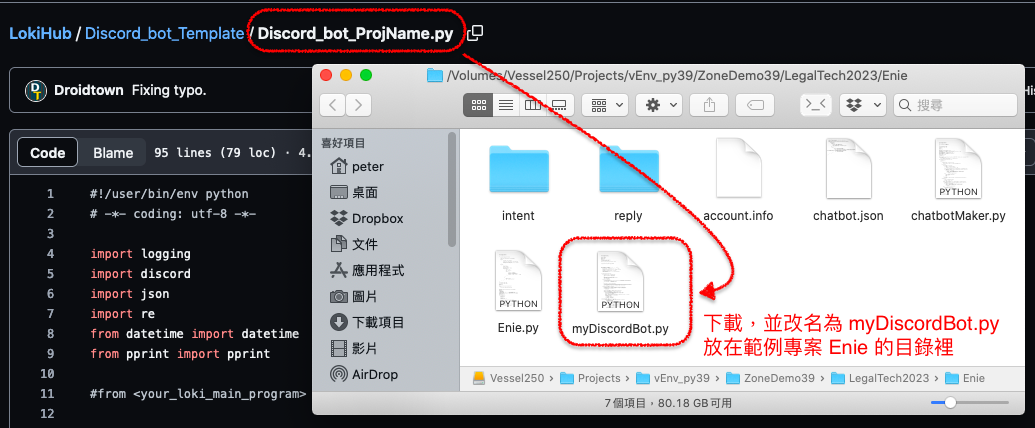 LokiHub / Discord_bot_Template / Discord_bot_ProjName.py
Droidtown Fixing typo.
Code Blame 95 lines (79 loc) · 4.
1 #!/user/bin/env python
2 # -*- coding: utf-8 -*-
3
4 import logging
5 import discord
6 import json
7 import re
8 from datetime import datetime
9 from pprint import pprint
10
11 #from <your_loki_main_program>
12
His
/Volumes/Vessel250/Projects/vEnv_py39/ZoneDemo39/LegalTech2023/Enie
搜尋
喜好項目
peter
桌面
Dropbox
文件
應用程式
圖片
下載項目
影片
AirDrop
intent
reply
account.info
chatbot.json
PYTHON
chatbotMaker.py
PYTHON
Enie.py
PYTHON
myDiscordBot.py
下載，並改名為 myDiscordBot.py
放在範例專案 Enie 的目錄裡
Vessel250 > Projects > vEnv_py39 > ZoneDemo39 > LegalTech2023 > Enie
7 個項目，80.18 GB 可用